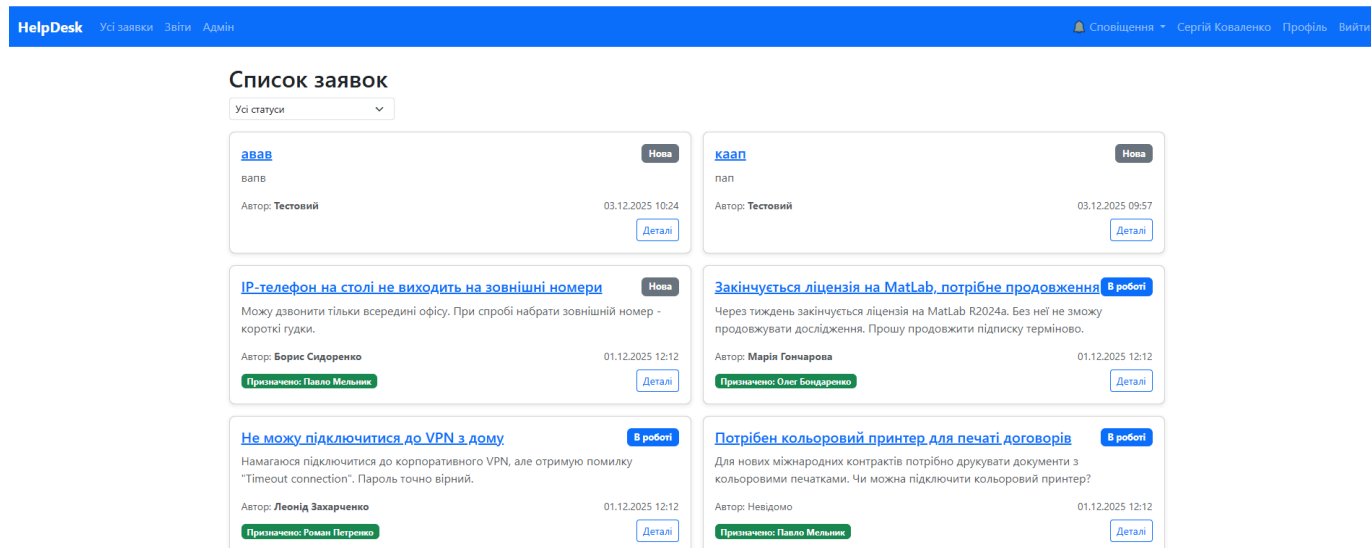 HelpDesk Усі заявки Звіти Адмін Сповіщення Сергій Коваленко Профіль Вийти
Список заявок
Усі статуси
авав Нова
вапв
Автор: Тестовий 03.12.2025 10:24
Деталі
каап Нова
пап
Автор: Тестовий 03.12.2025 09:57
Деталі
IP-телефон на столі не виходить на зовнішні номери Нова
Можу дзвонити тільки всередині офісу. При спробі набрати зовнішній номер -
короткі гудки.
Автор: Борис Сидоренко 01.12.2025 12:12
Призначено: Павло Мельник Деталі
Закінчується ліцензія на MatLab, потрібне продовження В роботі
Через тиждень закінчується ліцензія на MatLab R2024a. Без неї не зможу
продовжувати дослідження. Прошу продовжити підписку терміново.
Автор: Марія Гончарова 01.12.2025 12:12
Призначено: Олег Бондаренко Деталі
Не можу підключитися до VPN з дому В роботі
Намагаюся підключитися до корпоративного VPN, але отримую помилку
"Timeout connection". Пароль точно вірний.
Автор: Леонід Захарченко 01.12.2025 12:12
Призначено: Роман Петренко Деталі
Потрібен кольоровий принтер для печаті договорів В роботі
Для нових міжнародних контрактів потрібно друкувати документи з
кольоровими печатками. Чи можна підключити кольоровий принтер?
Автор: Невідомо 01.12.2025 12:12
Призначено: Павло Мельник Деталі